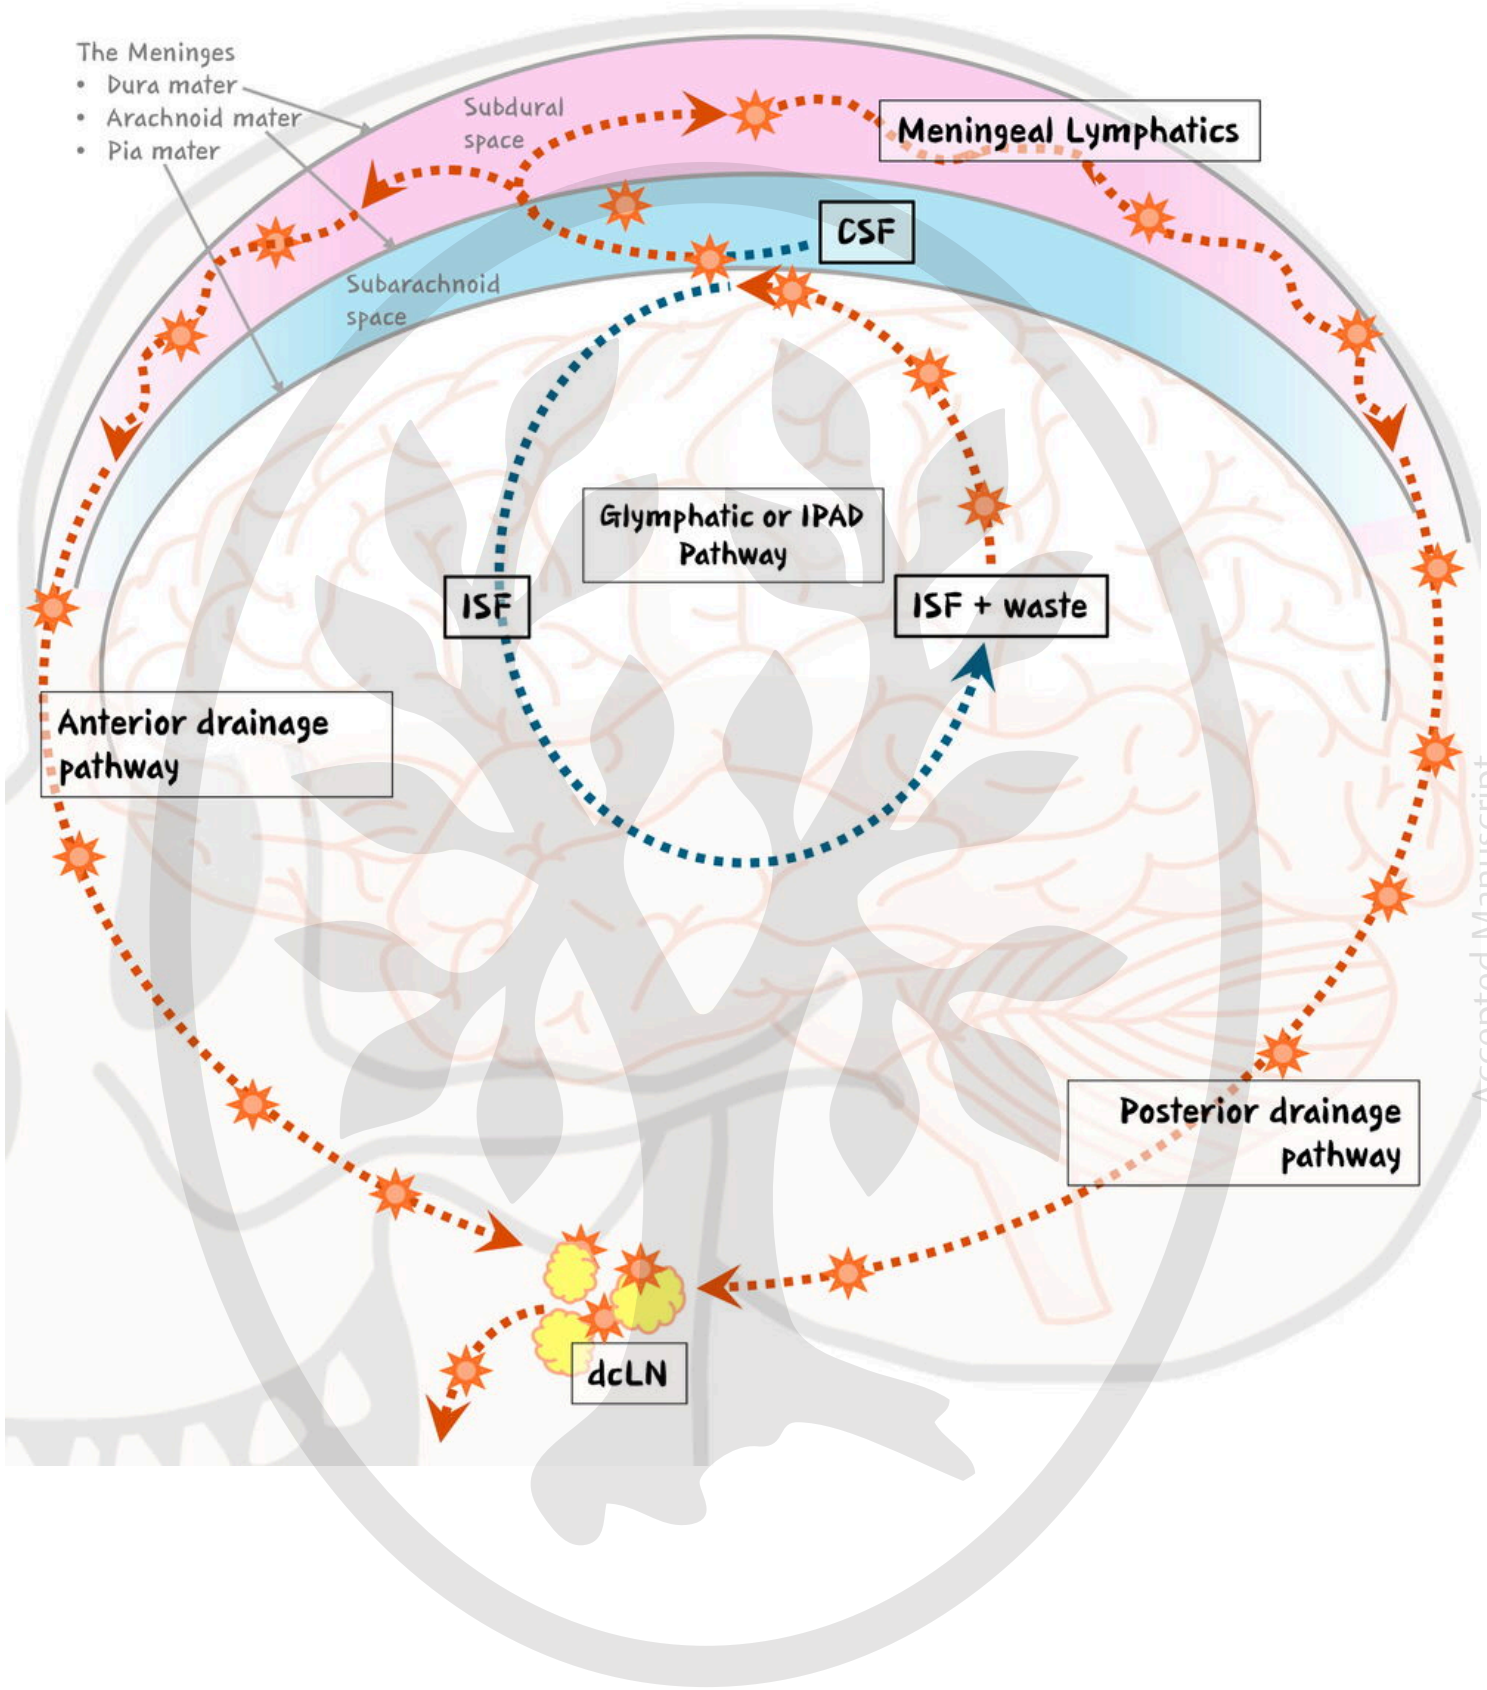 The Meninges
• Dura mater
• Arachnoid mater
• Pia mater
Subdural
space
Meningeal Lymphatics
CSF
Subarachnoid
space
Glymphatic or IPAD
Pathway
ISF
ISF + waste
Anterior drainage
pathway
Posterior drainage
pathway
dcLN
Accepted Manuscript